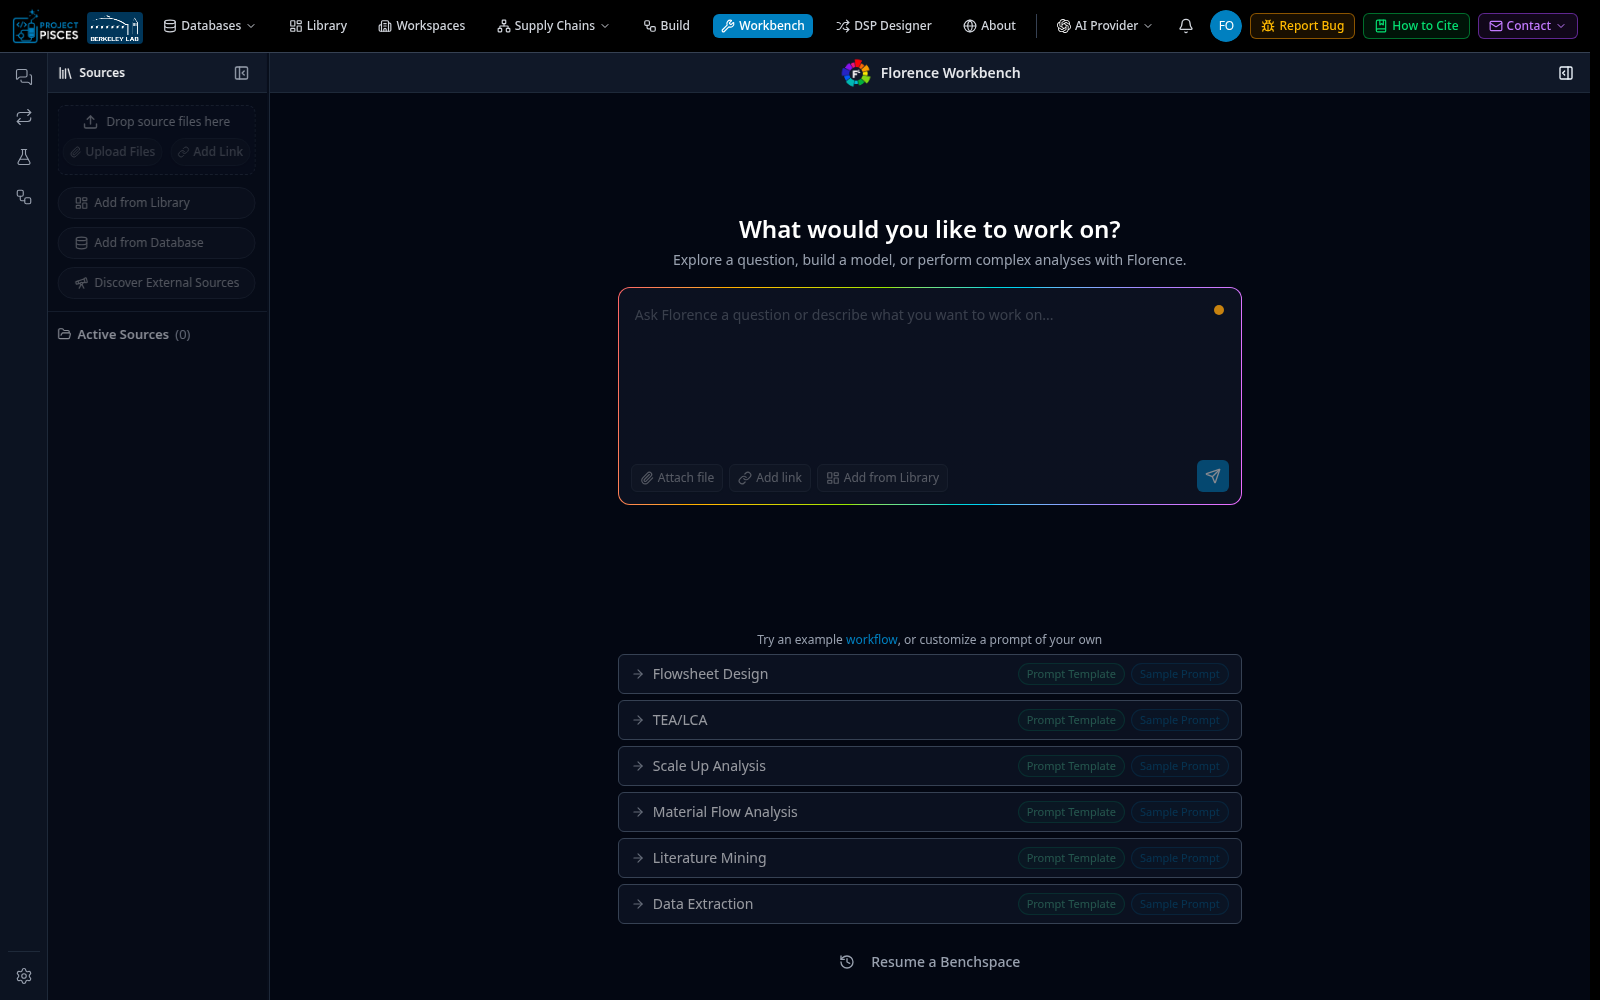 PROJECT PISCES
BERKELEY LAB
Databases
Library
Workspaces
Supply Chains
Build
Workbench
DSP Designer
About
AI Provider
FO
Report Bug
How to Cite
Contact
Sources
Florence Workbench
Drop source files here
Upload Files
Add Link
Add from Library
Add from Database
Discover External Sources
Active Sources (0)
What would you like to work on?
Explore a question, build a model, or perform complex analyses with Florence.
Ask Florence a question or describe what you want to work on...
Attach file
Add link
Add from Library
Try an example workflow, or customize a prompt of your own
Flowsheet Design Prompt Template Sample Prompt
TEA/LCA Prompt Template Sample Prompt
Scale Up Analysis Prompt Template Sample Prompt
Material Flow Analysis Prompt Template Sample Prompt
Literature Mining Prompt Template Sample Prompt
Data Extraction Prompt Template Sample Prompt
Resume a Benchspace